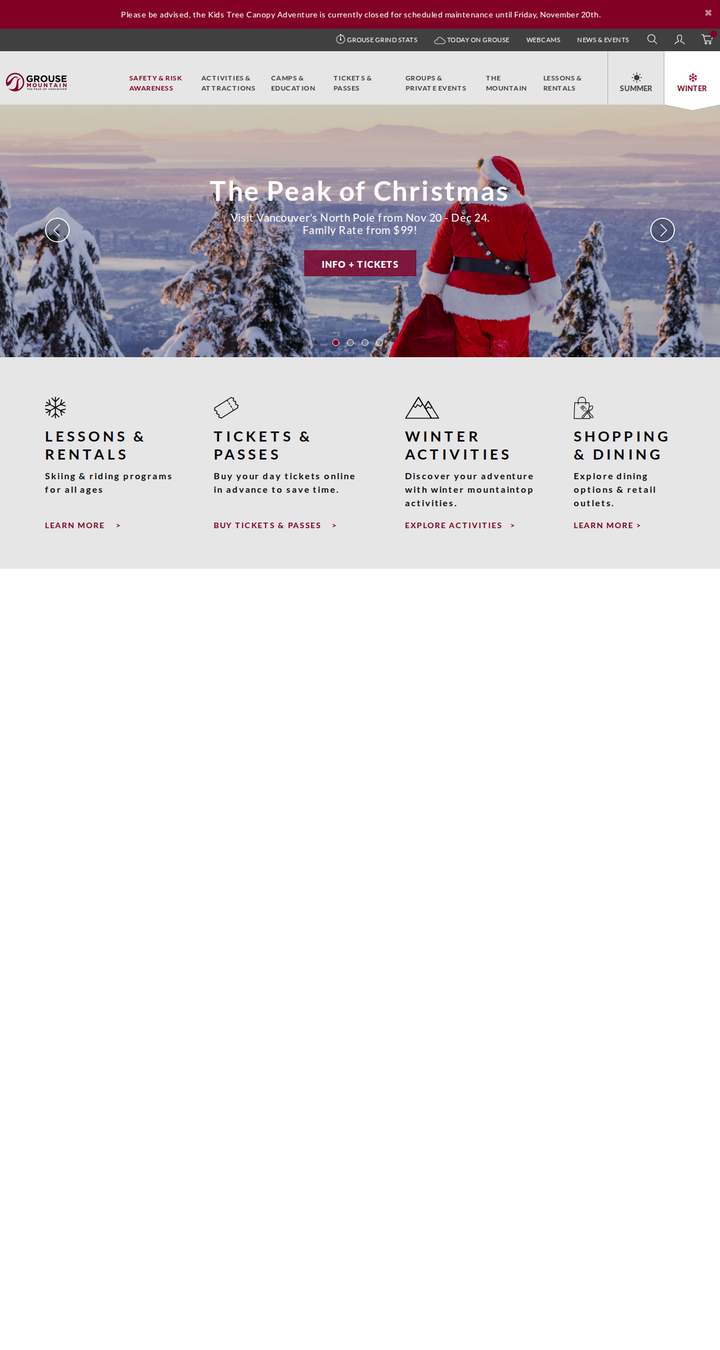 Please be advised, the Kids Tree Canopy Adventure is currently closed for scheduled maintenance until Friday, November 20th.
GROUSE GRIND STATS
TODAY ON GROUSE
WEBCAMS
NEWS & EVENTS
GROUSE
MOUNTAIN
SAFETY & RISK
AWARENESS
ACTIVITIES &
ATTRACTIONS
CAMPS &
EDUCATION
TICKETS &
PASSES
GROUPS &
PRIVATE EVENTS
THE
MOUNTAIN
LESSONS &
RENTALS
SUMMER
WINTER
The Peak of Christmas
Visit Vancouver's North Pole from Nov 20 - Dec 24.
Family Rate from $99!
INFO + TICKETS
LESSONS &
RENTALS
Skiing & riding programs
for all ages
LEARN MORE >
TICKETS &
PASSES
Buy your day tickets online
in advance to save time.
BUY TICKETS & PASSES >
WINTER
ACTIVITIES
Discover your adventure
with winter mountaintop
activities.
EXPLORE ACTIVITIES >
SHOPPING
& DINING
Explore dining
options & retail
outlets.
LEARN MORE >